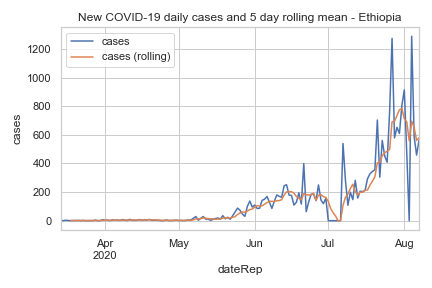 New COVID-19 daily cases and 5 day rolling mean - Ethiopia
cases
cases (rolling)
1200
1000
800
600
400
200
0
cases
Apr
2020
May
Jun
Jul
Aug
dateRep